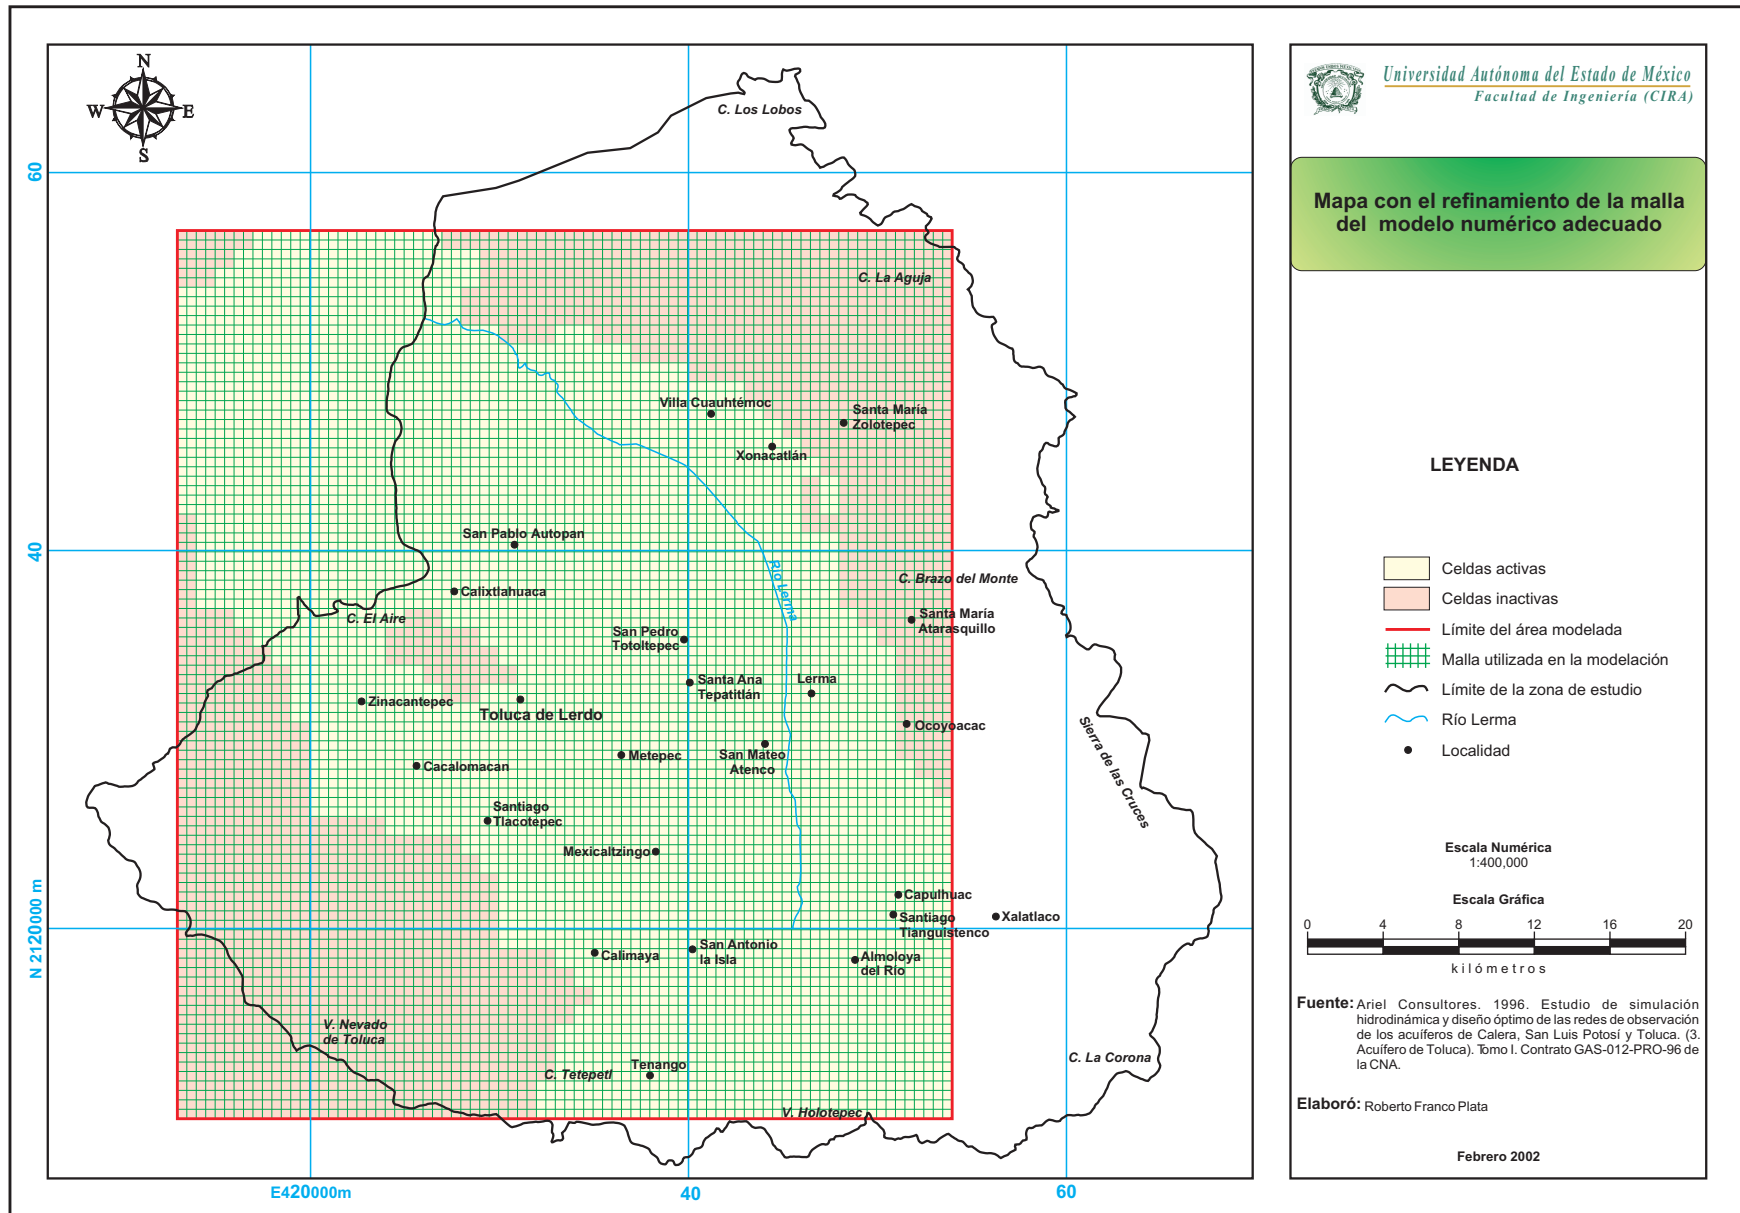 N
W
E
S
C. Los Lobos
60
C. La Aguja
Villa Cuauhtémoc
Santa María
Zolotepec
Xonacatlán
San Pablo Autopan
40
Río Lerma
C. Brazo del Monte
Calixtlahuaca
C. El Aire
Santa María
Atarasquillo
San Pedro
Totoltepec
Santa Ana
Tepatitlán
Lerma
Zinacantepec
Toluca de Lerdo
Ocoyoacac
Sierra de las Cruces
Metepec
San Mateo
Atenco
Cacalomacan
Santiago
Tlacotepec
Mexicaltzingo
Capulhuac
Santiago
Tianguistenco
Xalatlaco
N 2120000 m
San Antonio
la Isla
Calimaya
Almoloya
del Río
V. Nevado
de Toluca
C. La Corona
Tenango
C. Tetepetl
V. Holotepec
E420000m
40
60
Universidad Autónoma del Estado de México
Facultad de Ingeniería (CIRA)
Mapa con el refinamiento de la malla
del modelo numérico adecuado
LEYENDA
Celdas activas
Celdas inactivas
Límite del área modelada
Malla utilizada en la modelación
Límite de la zona de estudio
Río Lerma
Localidad
Escala Numérica
1:400,000
Escala Gráfica
0 4 8 12 16 20
kilómetros
Fuente: Ariel Consultores. 1996. Estudio de simulación
hidrodinámica y diseño óptimo de las redes de observación
de los acuíferos de Calera, San Luis Potosí y Toluca. (3.
Acuífero de Toluca). Tomo I. Contrato GAS-012-PRO-96 de
la CNA.
Elaboró: Roberto Franco Plata
Febrero 2002